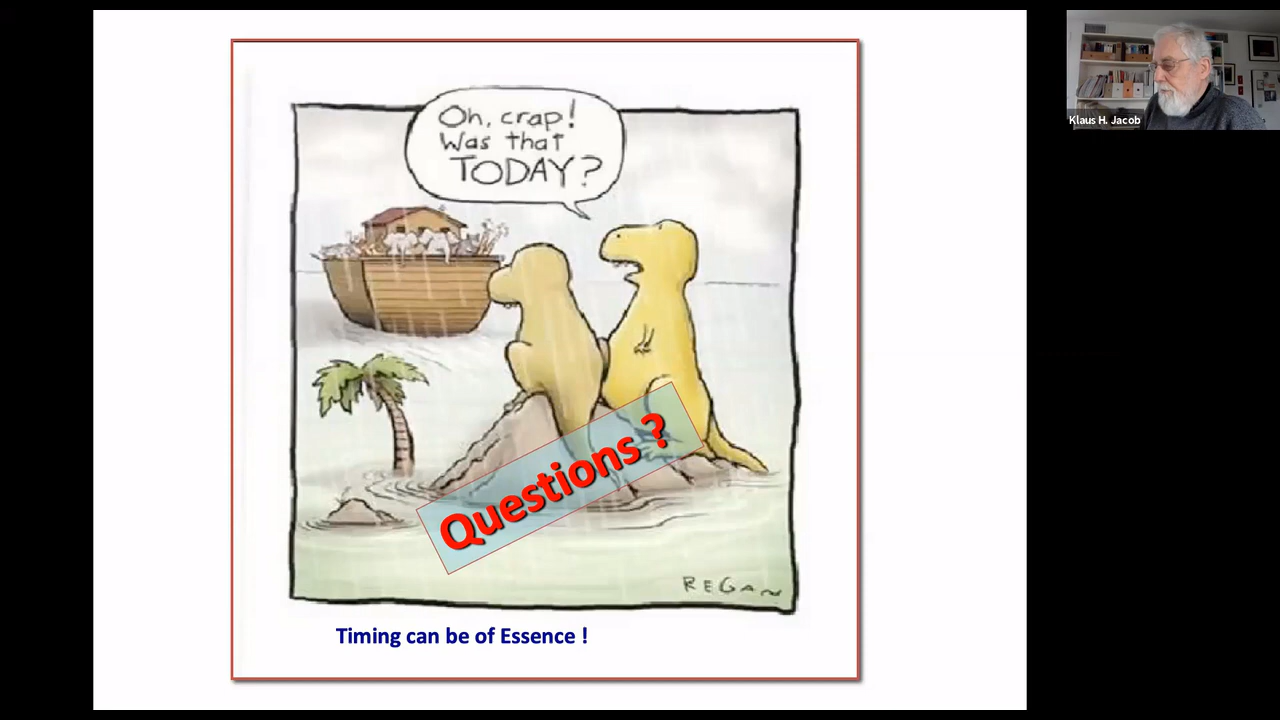 Oh, crap!
Was that
TODAY?
Questions ?
REGAN
Timing can be of Essence !
Klaus H. Jacob